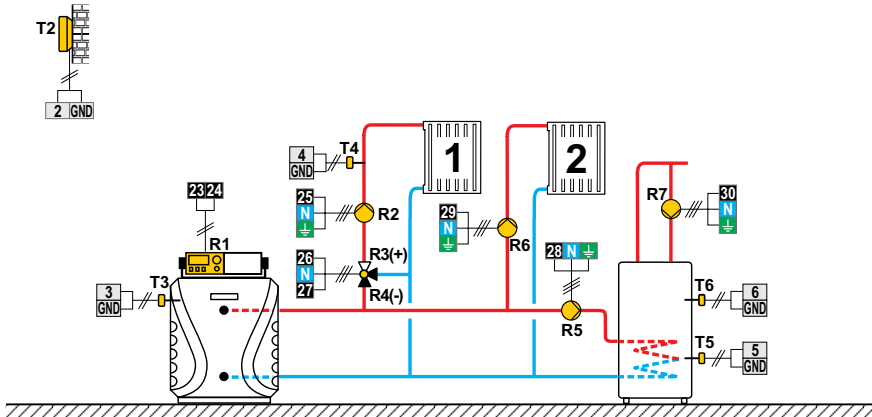 T2
2 GND
4
GND
T4
1
2
23 24
25
N
R2
29
N
R6
R7
30
N
R1
R3(+)
26
N
27
R4(-)
28 N
R5
3
GND
T3
T6
6
GND
T5
5
GND